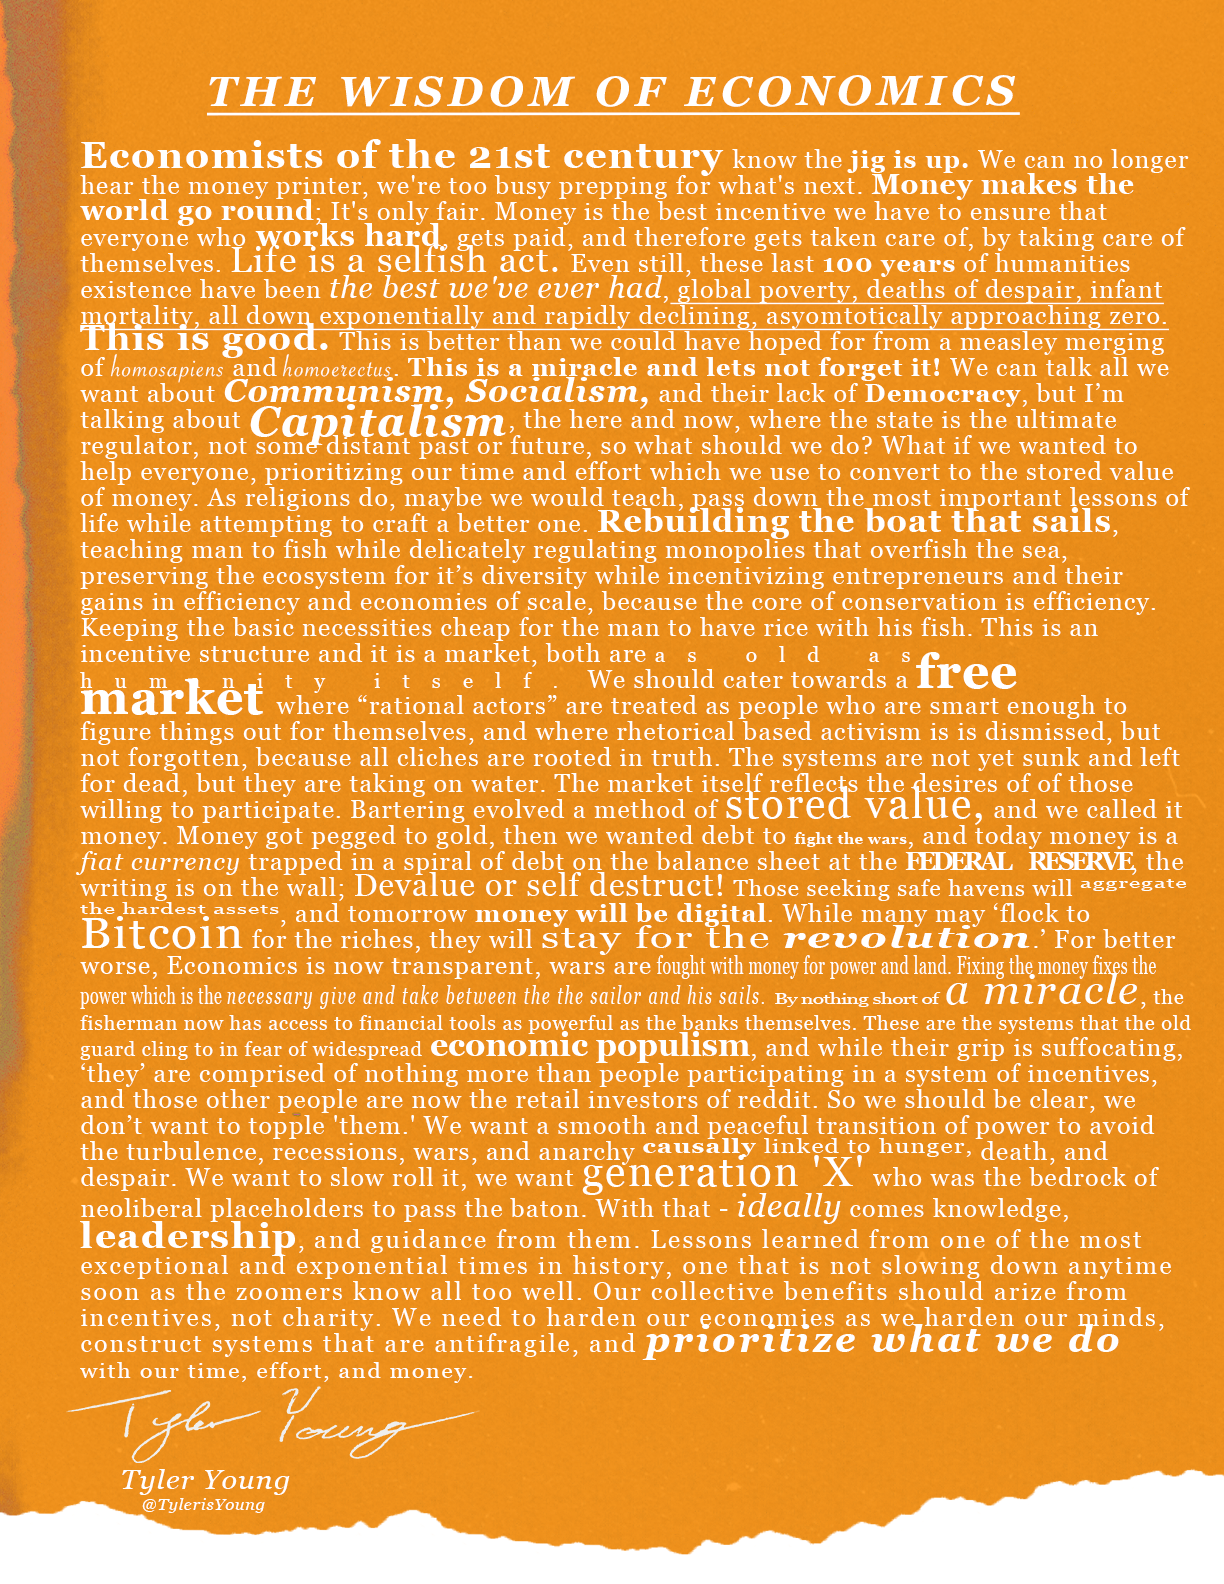 THE WISDOM OF ECONOMICS
Economists of the 21st century know the jig is up. We can no longer
hear the money printer, we're too busy prepping for what's next. Money makes the
world go round; It's only fair. Money is the best incentive we have to ensure that
everyone who works hard, gets paid, and therefore gets taken care of, by taking care of
themselves. Life is a selfish act. Even still, these last 100 years of humanities
existence have been the best we've ever had, global poverty, deaths of despair, infant
mortality, all down exponentially and rapidly declining, asyomtotically approaching zero.
This is good. This is better than we could have hoped for from a measley merging
of homosapiens and homoerectus. This is a miracle and lets not forget it! We can talk all we
want about Communism, Socialism, and their lack of Democracy, but I’m
talking about Capitalism, the here and now, where the state is the ultimate
regulator, not some distant past or future, so what should we do? What if we wanted to
help everyone, prioritizing our time and effort which we use to convert to the stored value
of money. As religions do, maybe we would teach, pass down the most important lessons of
life while attempting to craft a better one. Rebuilding the boat that sails,
teaching man to fish while delicately regulating monopolies that overfish the sea,
preserving the ecosystem for it’s diversity while incentivizing entrepreneurs and their
gains in efficiency and economies of scale, because the core of conservation is efficiency.
Keeping the basic necessities cheap for the man to have rice with his fish. This is an
incentive structure and it is a market, both are as old as
humanity itself. We should cater towards a free
market where “rational actors” are treated as people who are smart enough to
figure things out for themselves, and where rhetorical based activism is is dismissed, but
not forgotten, because all cliches are rooted in truth. The systems are not yet sunk and left
for dead, but they are taking on water. The market itself reflects the desires of of those
willing to participate. Bartering evolved a method of stored value, and we called it
money. Money got pegged to gold, then we wanted debt to fight the wars, and today money is a
fiat currency trapped in a spiral of debt on the balance sheet at the FEDERAL RESERVE, the
writing is on the wall; Devalue or self destruct! Those seeking safe havens will aggregate
the hardest assets, and tomorrow money will be digital. While many may ‘flock to
Bitcoin for the riches, they will stay for the revolution.’ For better
worse, Economics is now transparent, wars are fought with money for power and land. Fixing the money fixes the
power which is the necessary give and take between the the sailor and his sails. By nothing short of a miracle, the
fisherman now has access to financial tools as powerful as the banks themselves. These are the systems that the old
guard cling to in fear of widespread economic populism, and while their grip is suffocating,
‘they’ are comprised of nothing more than people participating in a system of incentives,
and those other people are now the retail investors of reddit. So we should be clear, we
don’t want to topple 'them.' We want a smooth and peaceful transition of power to avoid
the turbulence, recessions, wars, and anarchy causally linked to hunger, death, and
despair. We want to slow roll it, we want generation 'X' who was the bedrock of
neoliberal placeholders to pass the baton. With that - ideally comes knowledge,
leadership, and guidance from them. Lessons learned from one of the most
exceptional and exponential times in history, one that is not slowing down anytime
soon as the zoomers know all too well. Our collective benefits should arize from
incentives, not charity. We need to harden our economies as we harden our minds,
construct systems that are antifragile, and prioritize what we do
with our time, effort, and money.
Tyler Young
Tyler Young
@TylerisYoung